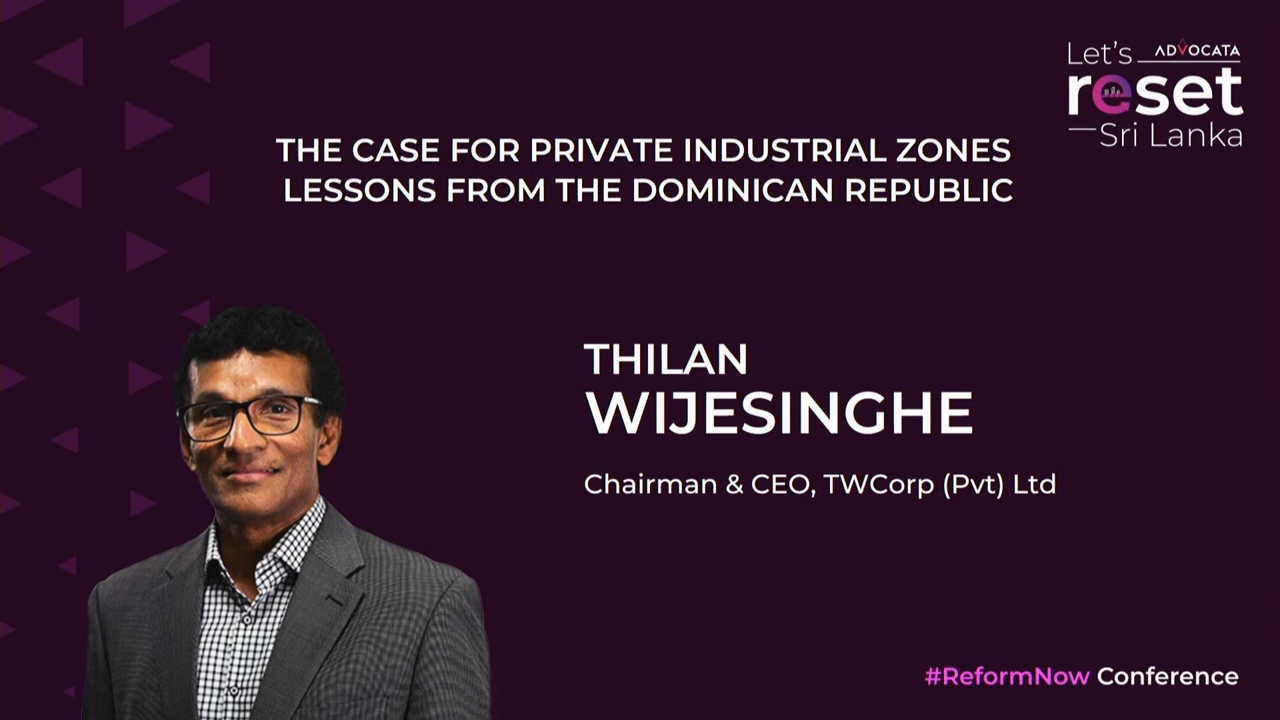 Let's ADVOCATA
reset
Sri Lanka
THE CASE FOR PRIVATE INDUSTRIAL ZONES
LESSONS FROM THE DOMINICAN REPUBLIC
THILAN
WIJESINGHE
Chairman & CEO, TWCorp (Pvt) Ltd
#ReformNow Conference